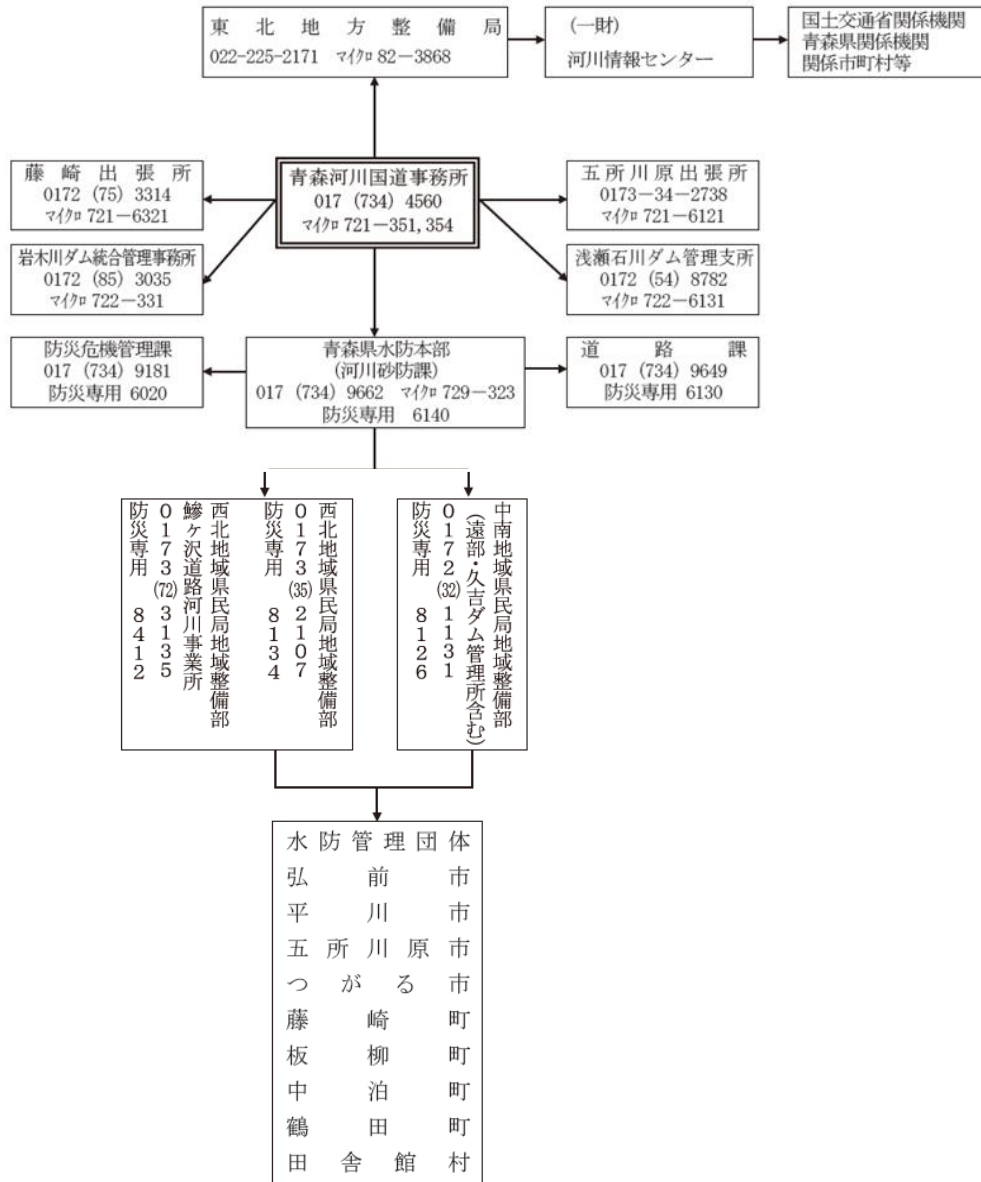 東北地方整備局
022-225-2171 マイクロ 82-3868
(一財)
河川情報センター
国土交通省関係機関
青森県関係機関
関係市町村等
藤崎出張所
0172 (75) 3314
マイクロ 721-6321
青森河川国道事務所
017 (734) 4560
マイクロ 721-351, 354
五所川原出張所
0173-34-2738
マイクロ 721-6121
岩木川ダム統合管理事務所
0172 (85) 3035
マイクロ 722-331
浅瀬石川ダム管理支所
0172 (54) 8782
マイクロ 722-6131
防災危機管理課
017 (734) 9181
防災専用 6020
青森県水防本部
(河川砂防課)
017 (734) 9662 マイクロ 729-323
防災専用 6140
道路課
017 (734) 9649
防災専用 6130
中南地域県民局地域整備部
(遠部・久吉ダム管理所含む)
0172(32)1131
防災専用 8126
西北地域県民局地域整備部
0173(35)2107
防災専用 8134
西北地域県民局地域整備部
鰺ヶ沢道路河川事業所
0173(72)3135
防災専用 8412
水防管理団体
弘前市
平川市
五所川原市
つがる市
藤崎町
板柳町
中泊町
鶴田町
田舎館村